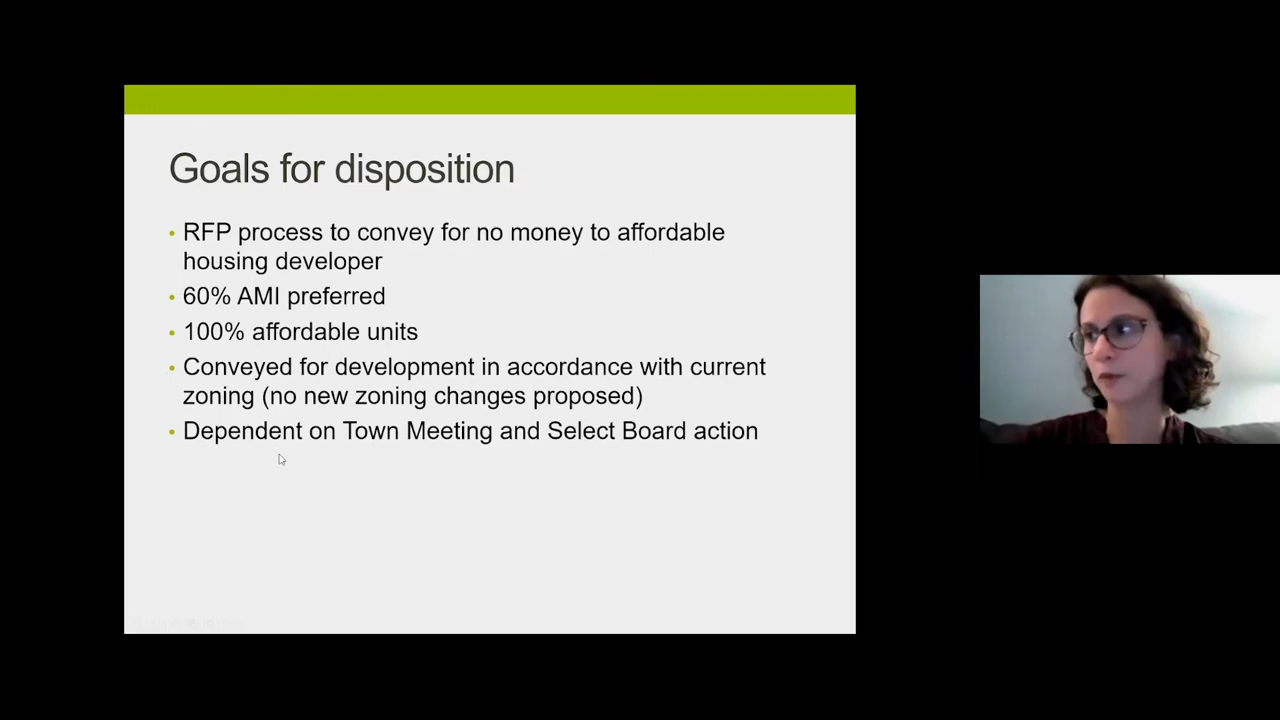 Goals for disposition
• RFP process to convey for no money to affordable
housing developer
• 60% AMI preferred
• 100% affordable units
• Conveyed for development in accordance with current
zoning (no new zoning changes proposed)
• Dependent on Town Meeting and Select Board action